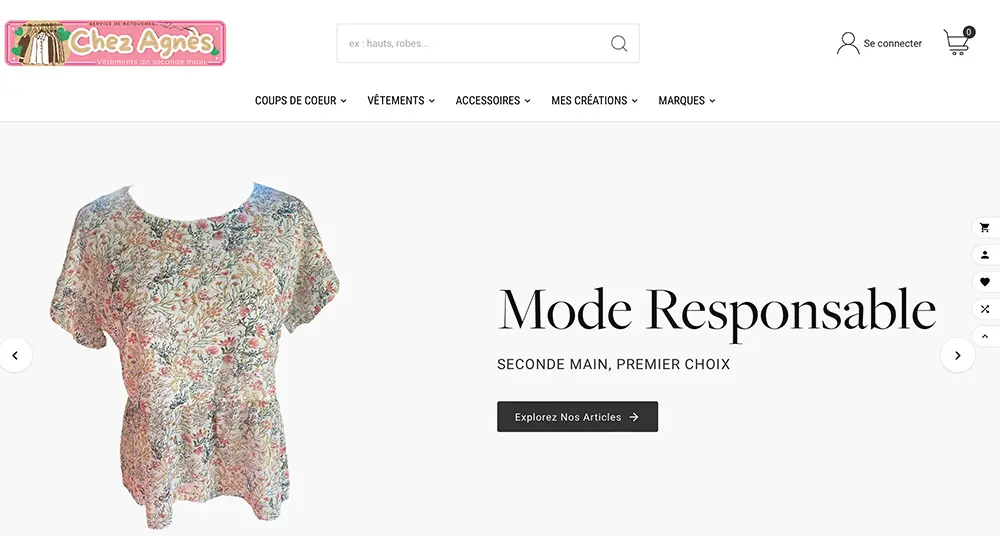 SERVICE DE RETOUCHES
Chez Agnès
Vêtements de seconde main
ex : hauts, robes...
Se connecter
0
COUPS DE COEUR
VÊTEMENTS
ACCESSOIRES
MES CRÉATIONS
MARQUES
Mode Responsable
SECONDE MAIN, PREMIER CHOIX
Explorez Nos Articles